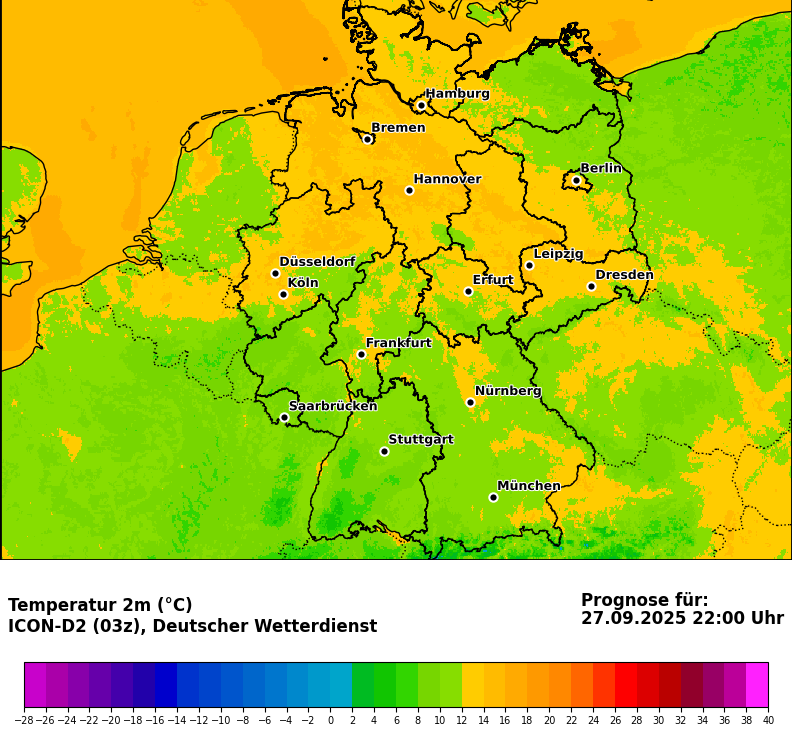 Hamburg
Bremen
Berlin
Hannover
Leipzig
Düsseldorf
Dresden
Köln
Erfurt
Frankfurt
Nürnberg
Saarbrücken
Stuttgart
München
Temperatur 2m (°C)
ICON-D2 (03z), Deutscher Wetterdienst
Prognose für:
27.09.2025 22:00 Uhr
−28 −26 −24 −22 −20 −18 −16 −14 −12 −10 −8 −6 −4 −2 0 2 4 6 8 10 12 14 16 18 20 22 24 26 28 30 32 34 36 38 40